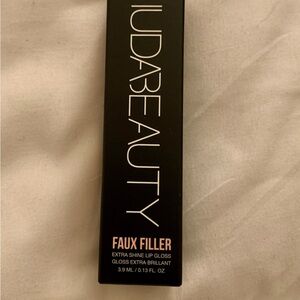 HUDABEAUTY
FAUX FILLER
EXTRA SHINE LIP GLOSS
GLOSS EXTRA BRILLANT
3.9 ML / 0.13 FL. OZ